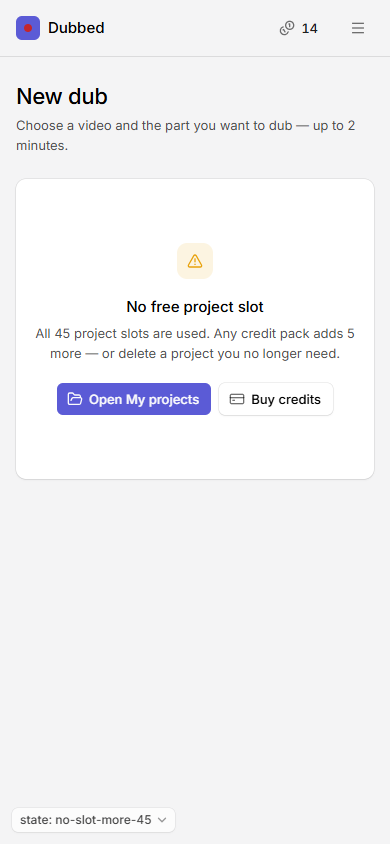 Dubbed
14
New dub
Choose a video and the part you want to dub — up to 2
minutes.
No free project slot
All 45 project slots are used. Any credit pack adds 5
more — or delete a project you no longer need.
Open My projects
Buy credits
state: no-slot-more-45